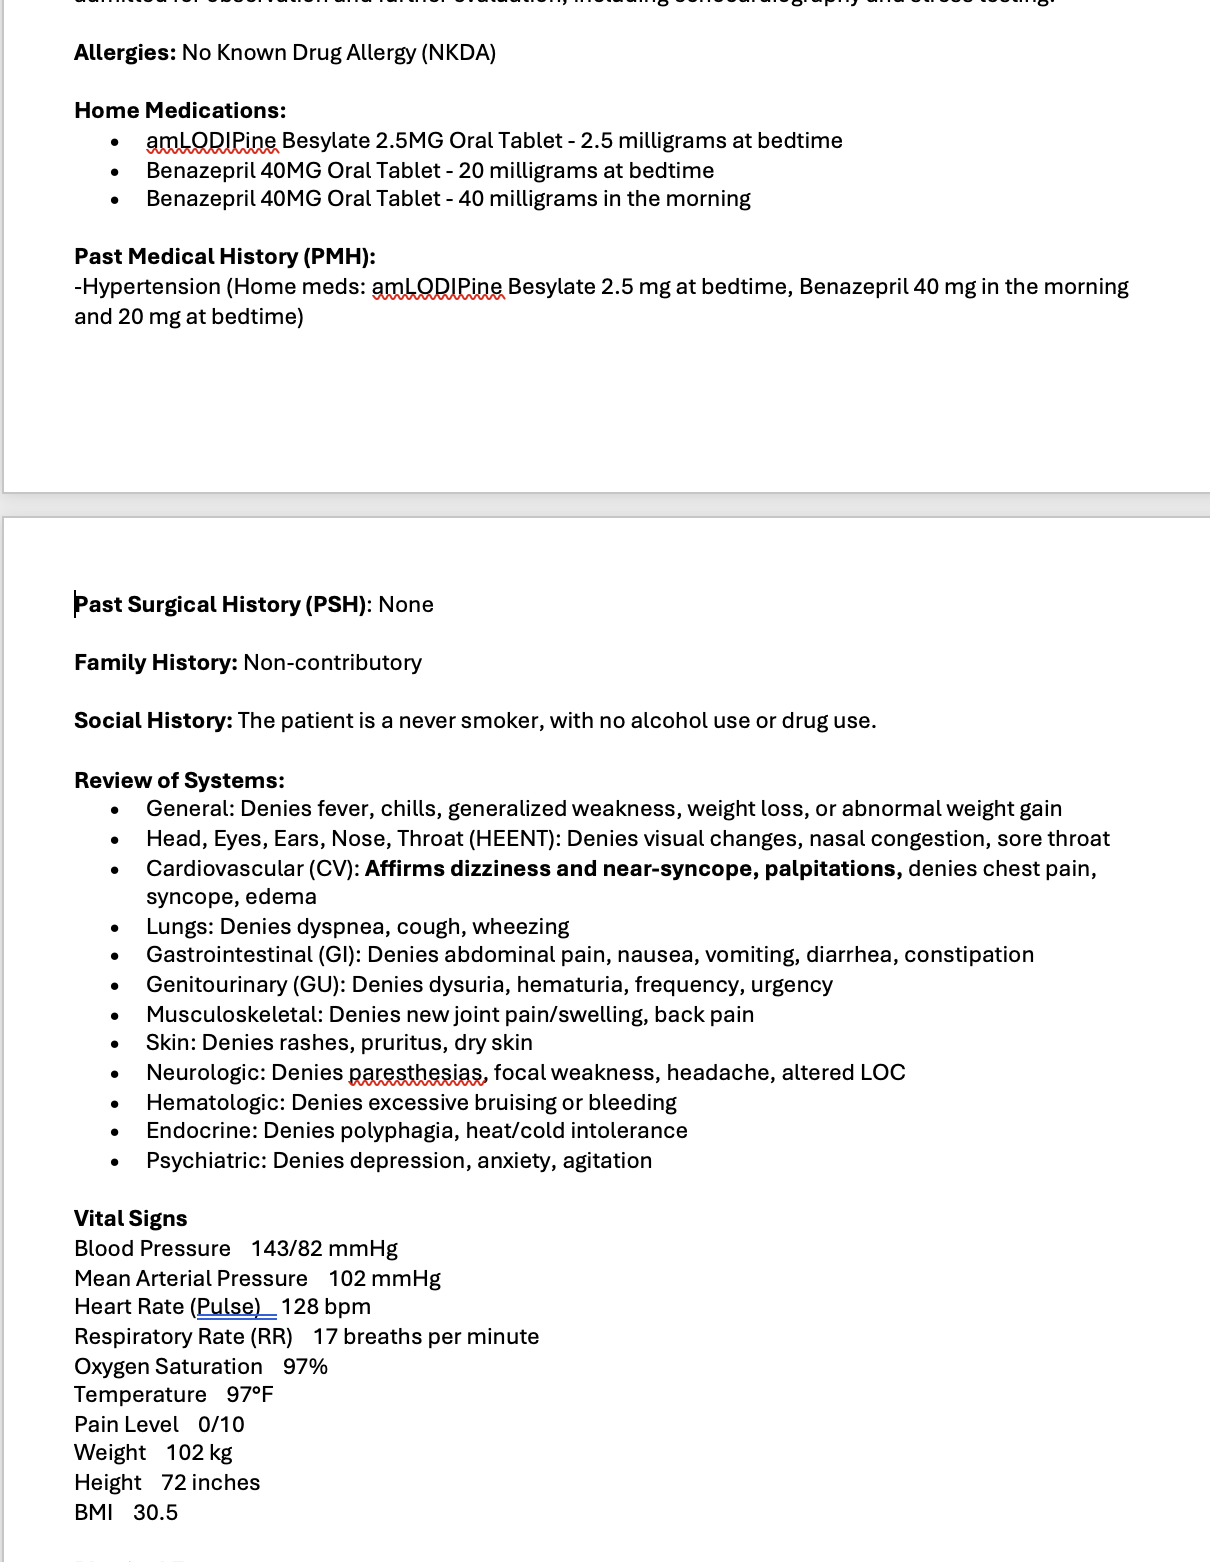 admitted for observation and further evaluation, including echocardiography and stress testing.
Allergies: No Known Drug Allergy (NKDA)
Home Medications:
• amLODIPine Besylate 2.5MG Oral Tablet - 2.5 milligrams at bedtime
• Benazepril 40MG Oral Tablet - 20 milligrams at bedtime
• Benazepril 40MG Oral Tablet - 40 milligrams in the morning
Past Medical History (PMH):
-Hypertension (Home meds: amLODIPine Besylate 2.5 mg at bedtime, Benazepril 40 mg in the morning
and 20 mg at bedtime)
Past Surgical History (PSH): None
Family History: Non-contributory
Social History: The patient is a never smoker, with no alcohol use or drug use.
Review of Systems:
• General: Denies fever, chills, generalized weakness, weight loss, or abnormal weight gain
• Head, Eyes, Ears, Nose, Throat (HEENT): Denies visual changes, nasal congestion, sore throat
• Cardiovascular (CV): Affirms dizziness and near-syncope, palpitations, denies chest pain,
syncope, edema
• Lungs: Denies dyspnea, cough, wheezing
• Gastrointestinal (GI): Denies abdominal pain, nausea, vomiting, diarrhea, constipation
• Genitourinary (GU): Denies dysuria, hematuria, frequency, urgency
• Musculoskeletal: Denies new joint pain/swelling, back pain
• Skin: Denies rashes, pruritus, dry skin
• Neurologic: Denies paresthesias, focal weakness, headache, altered LOC
• Hematologic: Denies excessive bruising or bleeding
• Endocrine: Denies polyphagia, heat/cold intolerance
• Psychiatric: Denies depression, anxiety, agitation
Vital Signs
Blood Pressure 143/82 mmHg
Mean Arterial Pressure 102 mmHg
Heart Rate (Pulse) 128 bpm
Respiratory Rate (RR) 17 breaths per minute
Oxygen Saturation 97%
Temperature 97°F
Pain Level 0/10
Weight 102 kg
Height 72 inches
BMI 30.5